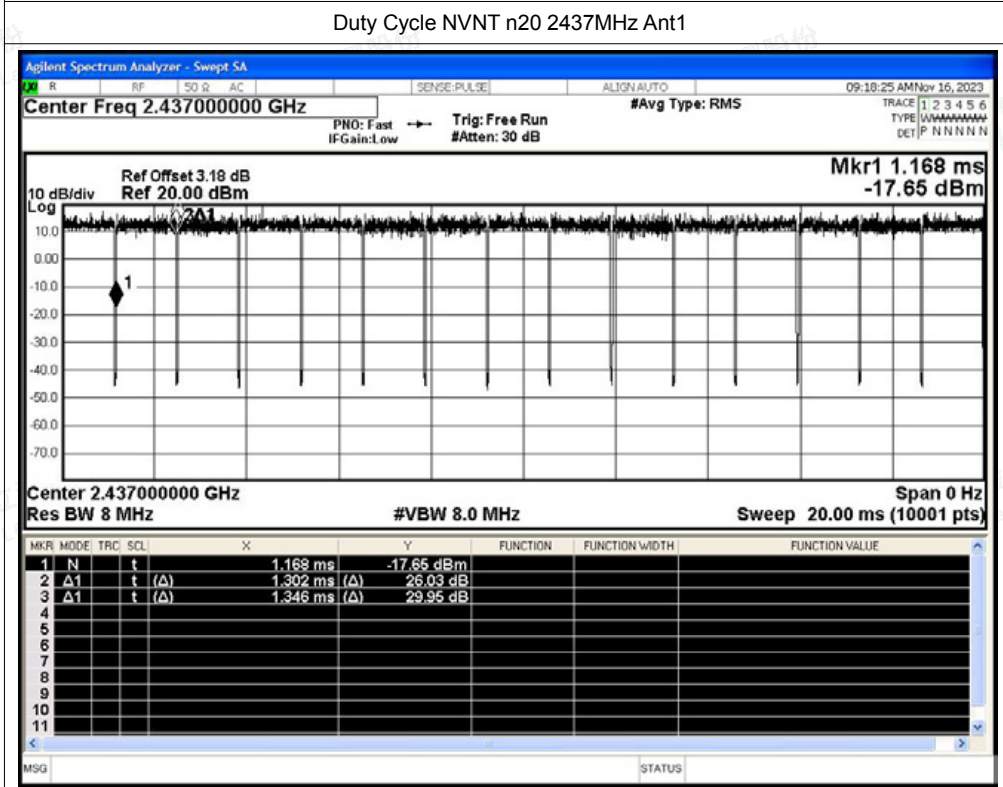 Duty Cycle NVNT n20 2437MHz Ant1
Agilent Spectrum Analyzer - Swept SA
R RF 50 Ω AC SENSE:PULSE ALIGN AUTO 09:18:25 AM Nov 16, 2023
Center Freq 2.437000000 GHz #Avg Type: RMS TRACE 1 2 3 4 5 6
PNO: Fast Trig: Free Run TYPE
IFGain:Low #Atten: 30 dB DET P N N N N N
Mkr1 1.168 ms
-17.65 dBm
Ref Offset 3.18 dB
10 dB/div Ref 20.00 dBm
Log
2Δ1
10.0
0.00
1
-10.0
-20.0
-30.0
-40.0
-50.0
-60.0
-70.0
Center 2.437000000 GHz Span 0 Hz
Res BW 8 MHz #VBW 8.0 MHz Sweep 20.00 ms (10001 pts)
MKR MODE TRC SCL X Y FUNCTION FUNCTION WIDTH FUNCTION VALUE
1 N t 1.168 ms -17.65 dBm
2 Δ1 t (Δ) 1.302 ms (Δ) 26.03 dB
3 Δ1 t (Δ) 1.346 ms (Δ) 29.95 dB
4
5
6
7
8
9
10
11
MSG STATUS